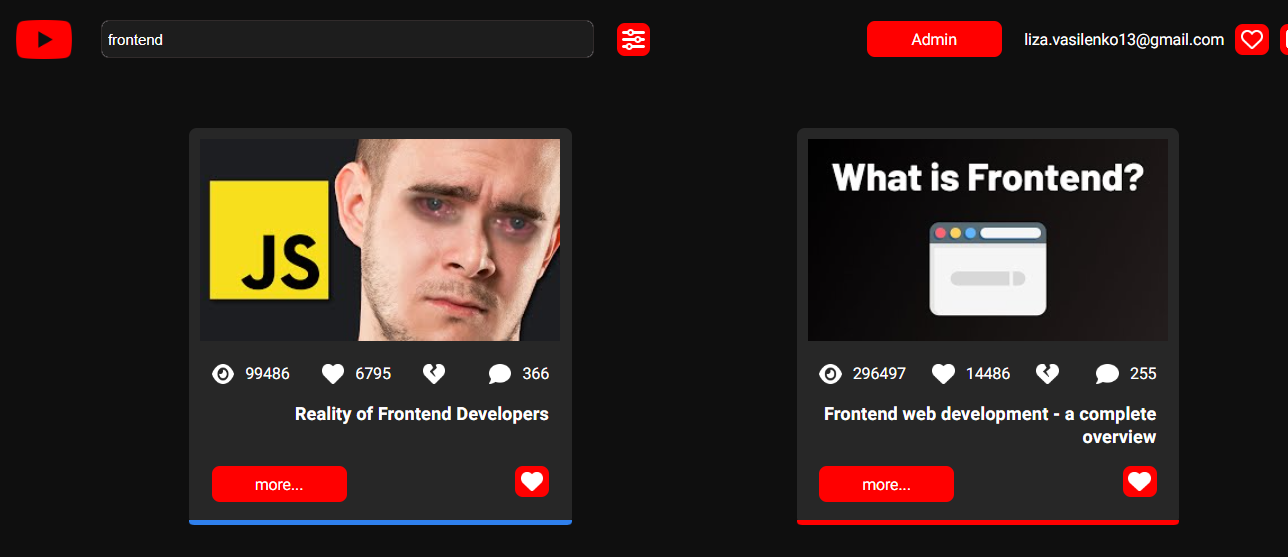 frontend
Admin
liza.vasilenko13@gmail.com
JS
99486
6795
366
Reality of Frontend Developers
more...
What is Frontend?
296497
14486
255
Frontend web development - a complete
overview
more...